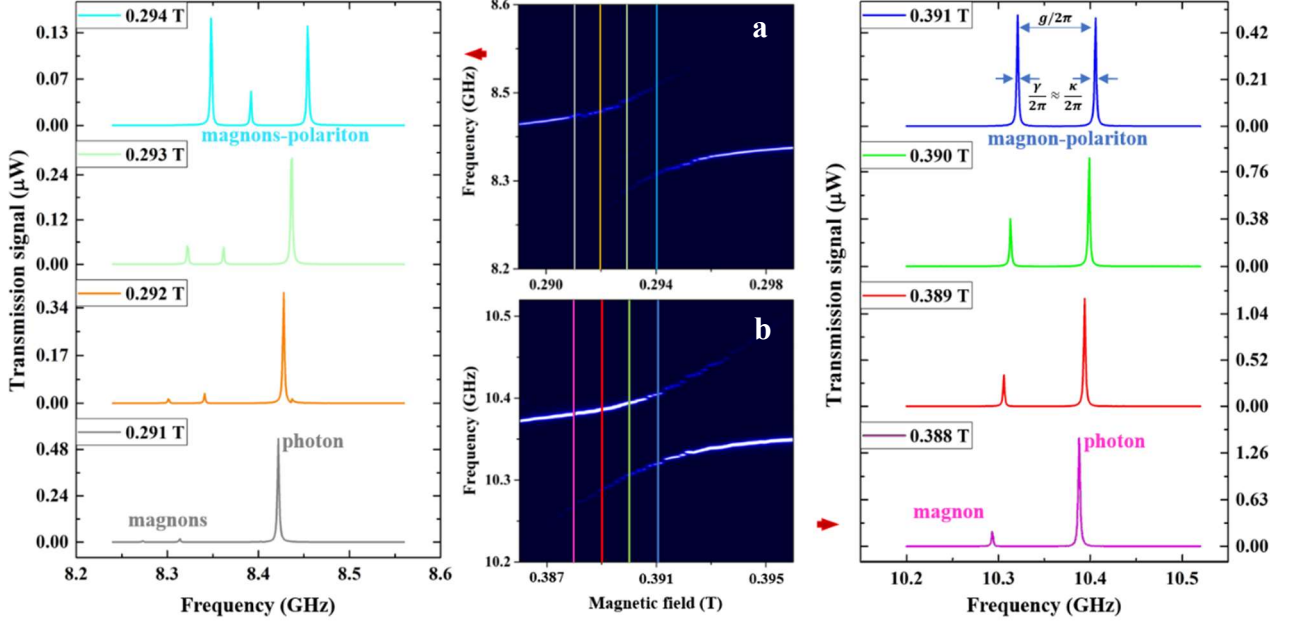 0.294 T
0.13
0.07
0.00
magnons-polariton
0.293 T
0.24
0.12
0.00
0.292 T
0.34
0.17
0.00
0.291 T
0.48
0.24
0.00
photon
magnons
Transmission signal (μW)
8.2 8.3 8.4 8.5 8.6
Frequency (GHz)
a
8.6
8.5
8.3
8.2
Frequency (GHz)
0.290 0.294 0.298
b
10.5
10.4
10.3
10.2
Frequency (GHz)
0.387 0.391 0.395
Magnetic field (T)
0.391 T
g/2π
γ/2π ≈ κ/2π
magnon-polariton
0.42
0.21
0.00
0.390 T
0.76
0.38
0.00
0.389 T
1.04
0.52
0.00
0.388 T
photon
magnon
1.26
0.63
0.00
Transmission signal (μW)
10.2 10.3 10.4 10.5
Frequency (GHz)